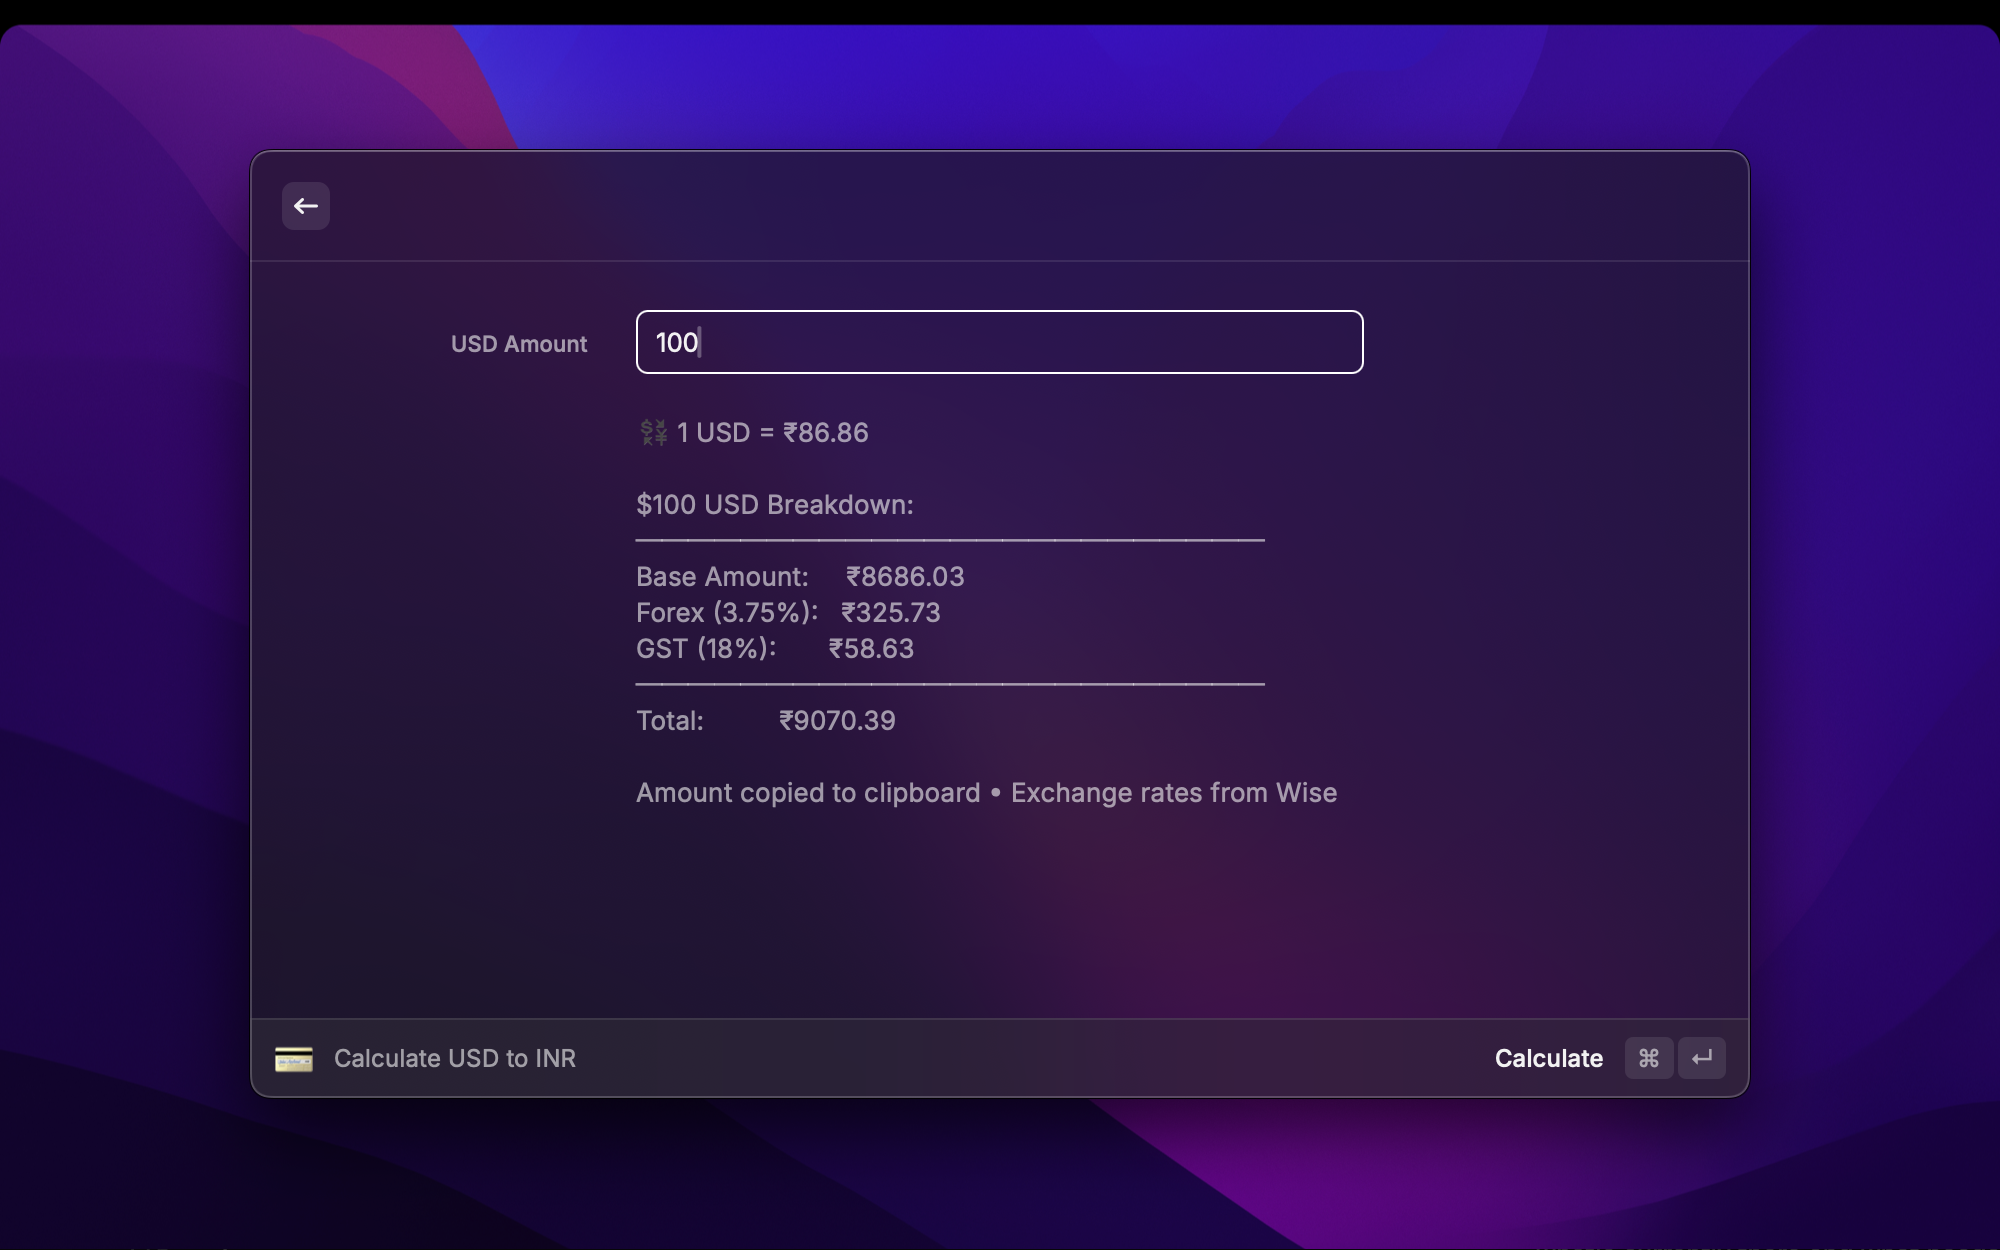 USD Amount 100
💱 1 USD = ₹86.86
$100 USD Breakdown:
Base Amount: ₹8686.03
Forex (3.75%): ₹325.73
GST (18%): ₹58.63
Total: ₹9070.39
Amount copied to clipboard • Exchange rates from Wise
Calculate USD to INR
Calculate ⌘ ↵